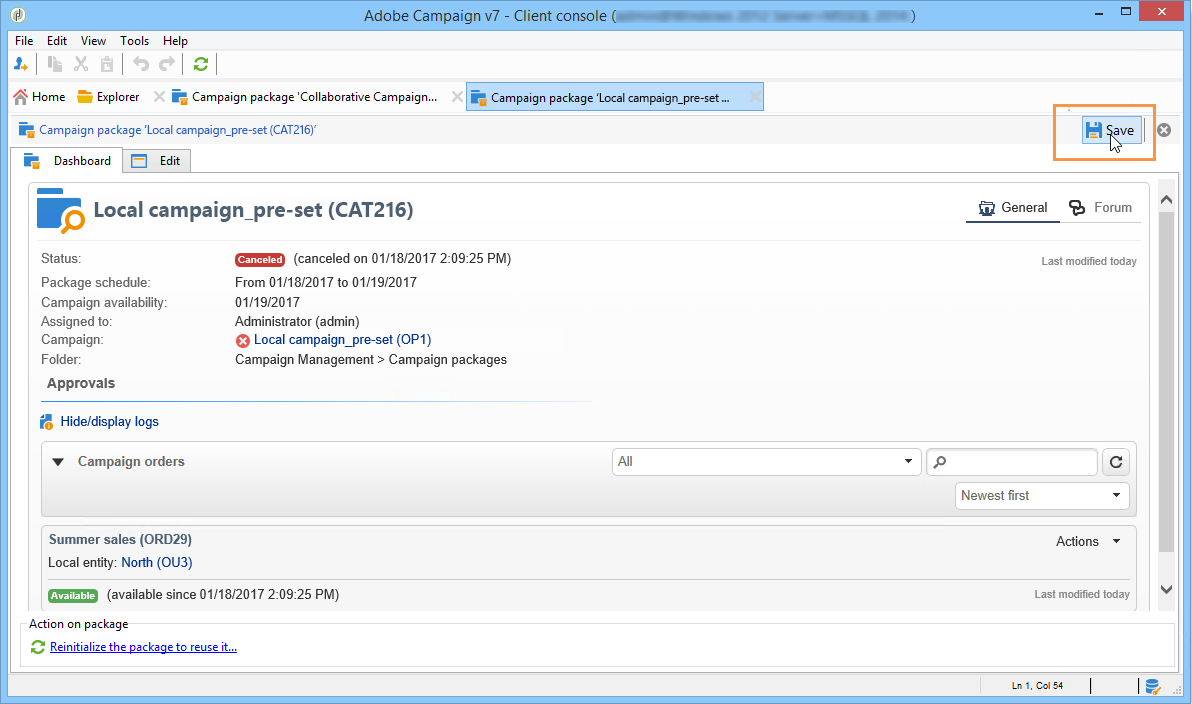 Adobe Campaign v7 - Client console ( )
File Edit View Tools Help
Home Explorer Campaign package 'Collaborative Campaign... Campaign package 'Local campaign_pre-set ...
Campaign package 'Local campaign_pre-set (CAT216)' Save
Dashboard Edit
Local campaign_pre-set (CAT216) General Forum
Status: Canceled (canceled on 01/18/2017 2:09:25 PM) Last modified today
Package schedule: From 01/18/2017 to 01/19/2017
Campaign availability: 01/19/2017
Assigned to: Administrator (admin)
Campaign: Local campaign_pre-set (OP1)
Folder: Campaign Management > Campaign packages
Approvals
Hide/display logs
Campaign orders All
Newest first
Summer sales (ORD29) Actions
Local entity: North (OU3)
Available (available since 01/18/2017 2:09:25 PM) Last modified today
Action on package
Reinitialize the package to reuse it...
Ln 1, Col 54